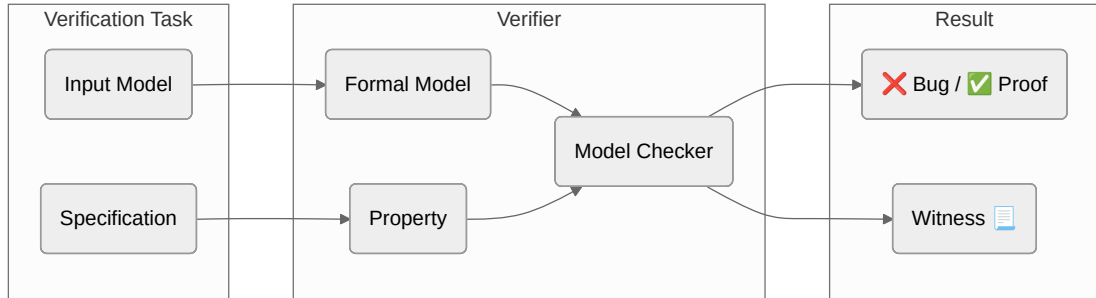 Verification Task
Verifier
Result
Input Model
Formal Model
❌ Bug / ✅ Proof
Model Checker
Specification
Property
Witness 📃